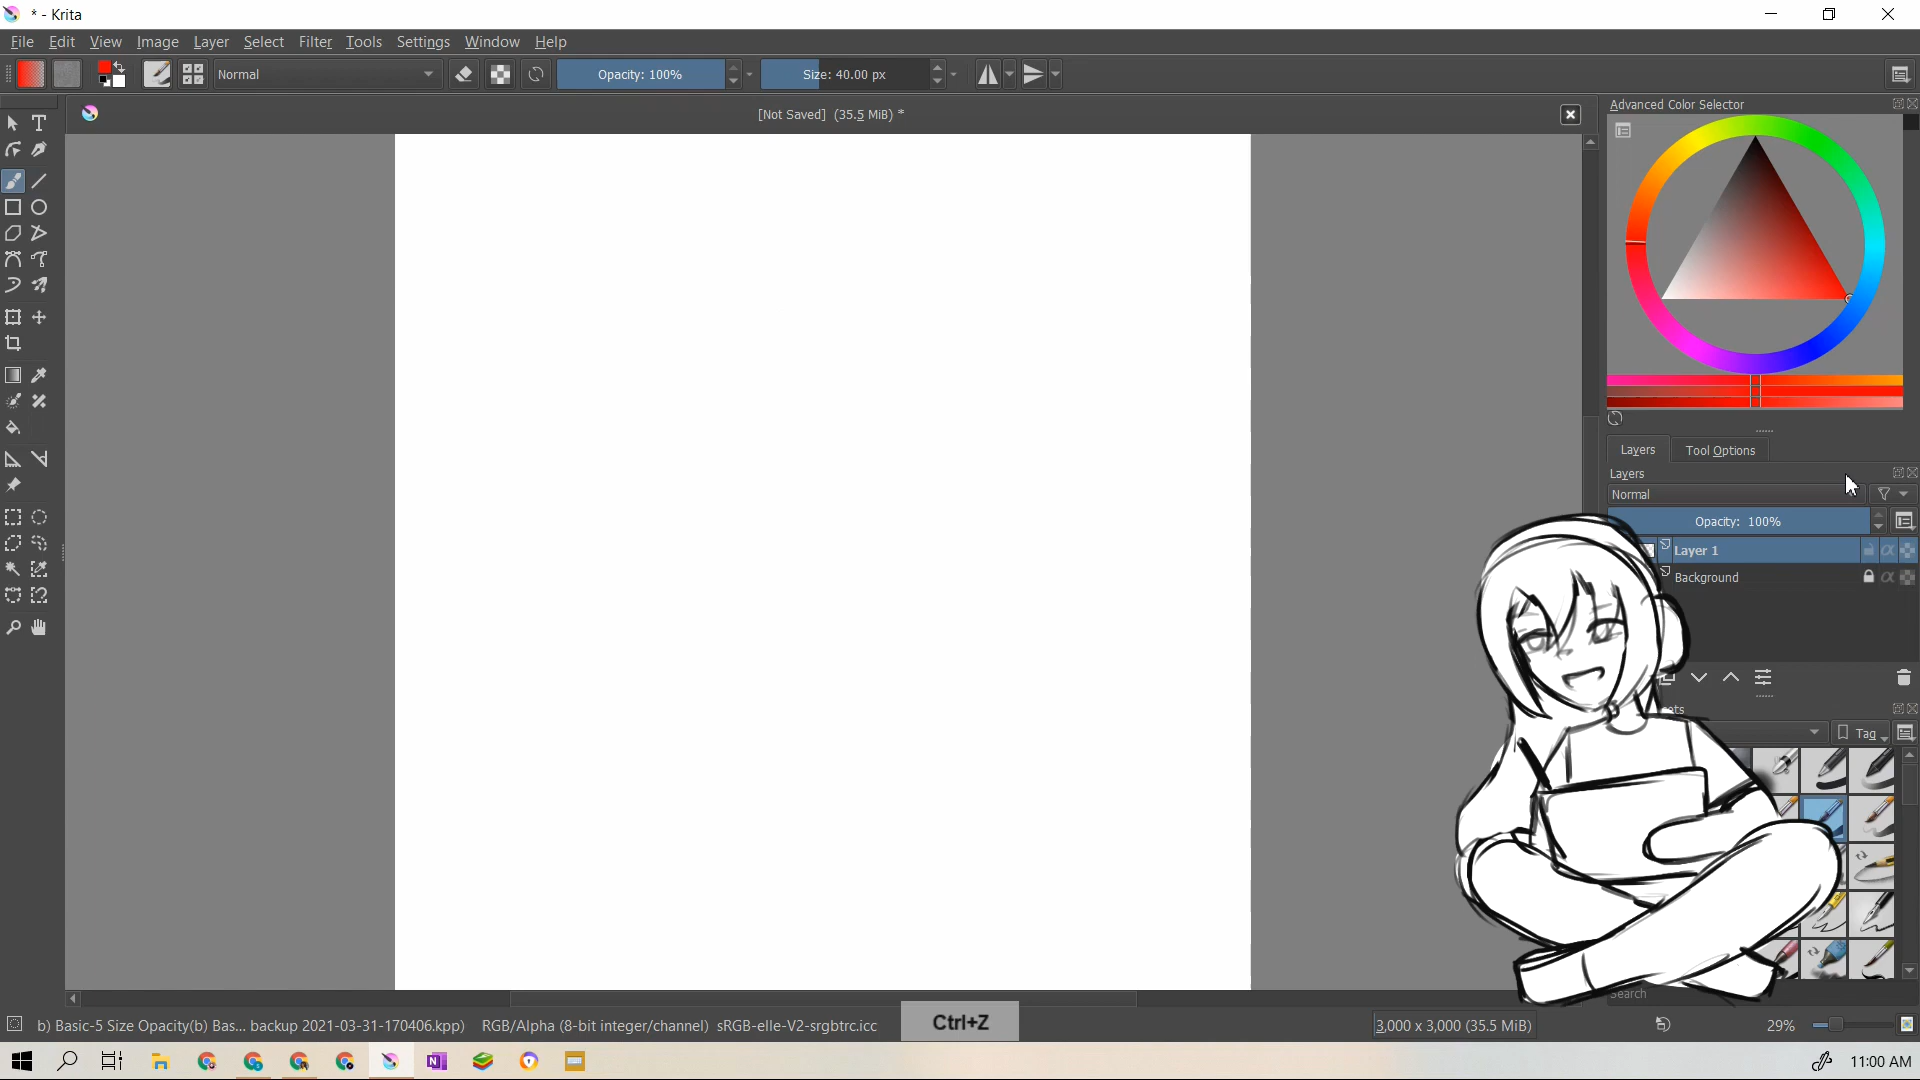 * - Krita
File Edit View Image Layer Select Filter Tools Settings Window Help
Normal Opacity: 100% Size: 40.00 px
[Not Saved] (35.5 MiB) *
Advanced Color Selector
Layers Tool Options
Layers
Normal
Opacity: 100%
Layer 1
Background
Tag
Search
b) Basic-5 Size Opacity(b) Bas... backup 2021-03-31-170406.kpp) RGB/Alpha (8-bit integer/channel) sRGB-elle-V2-srgbtrc.icc Ctrl+Z 3,000 x 3,000 (35.5 MiB) 29%
11:00 AM